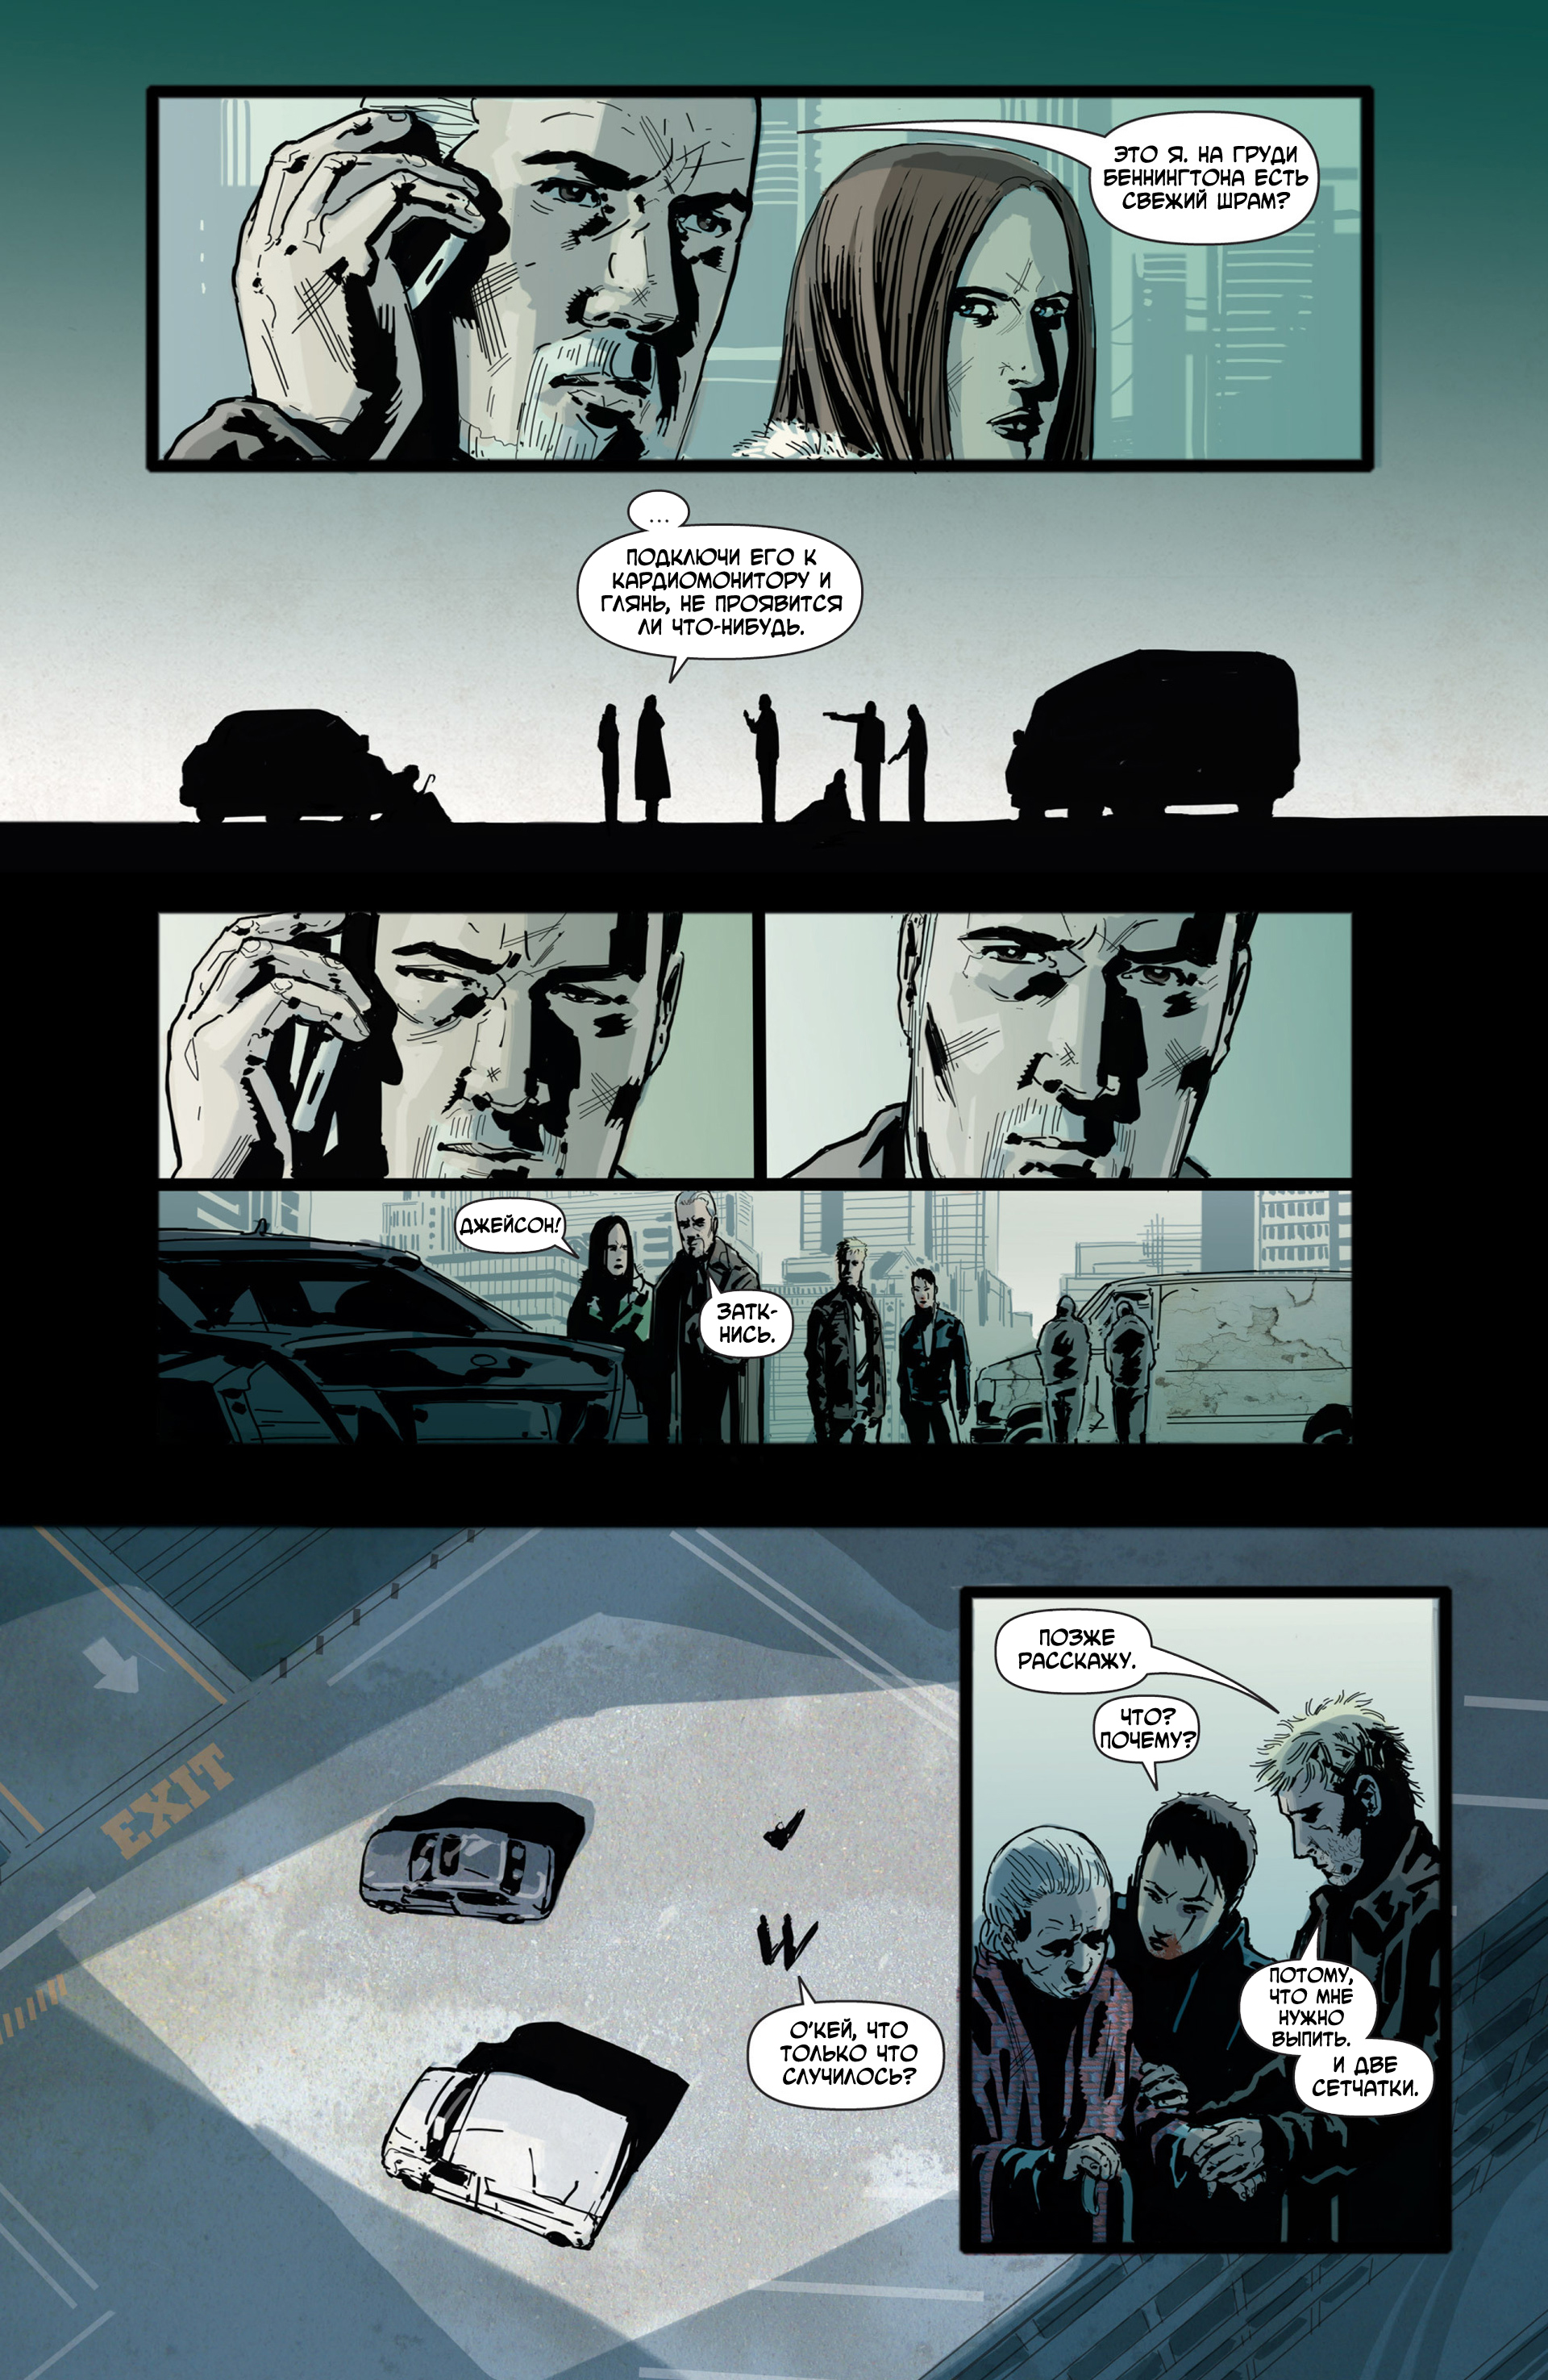 ЭТО Я. НА ГРУДИ
БЕННИНГТОНА ЕСТЬ
СВЕЖИЙ ШРАМ?
...
ПОДКЛЮЧИ ЕГО К
КАРДИОМОНИТОРУ И
ГЛЯНЬ, НЕ ПРОЯВИТСЯ
ЛИ ЧТО-НИБУДЬ.
ДЖЕЙСОН!
ЗАТК-
НИСЬ.
EXIT
О'КЕЙ, ЧТО
ТОЛЬКО ЧТО
СЛУЧИЛОСЬ?
ПОЗЖЕ
РАССКАЖУ.
ЧТО?
ПОЧЕМУ?
ПОТОМУ,
ЧТО МНЕ
НУЖНО
ВЫПИТЬ.
И ДВЕ
СЕТЧАТКИ.